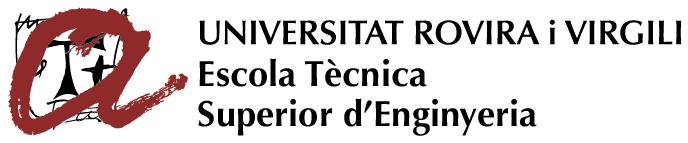 UNIVERSITAT ROVIRA i VIRGILI
Escola Tècnica
Superior d'Enginyeria